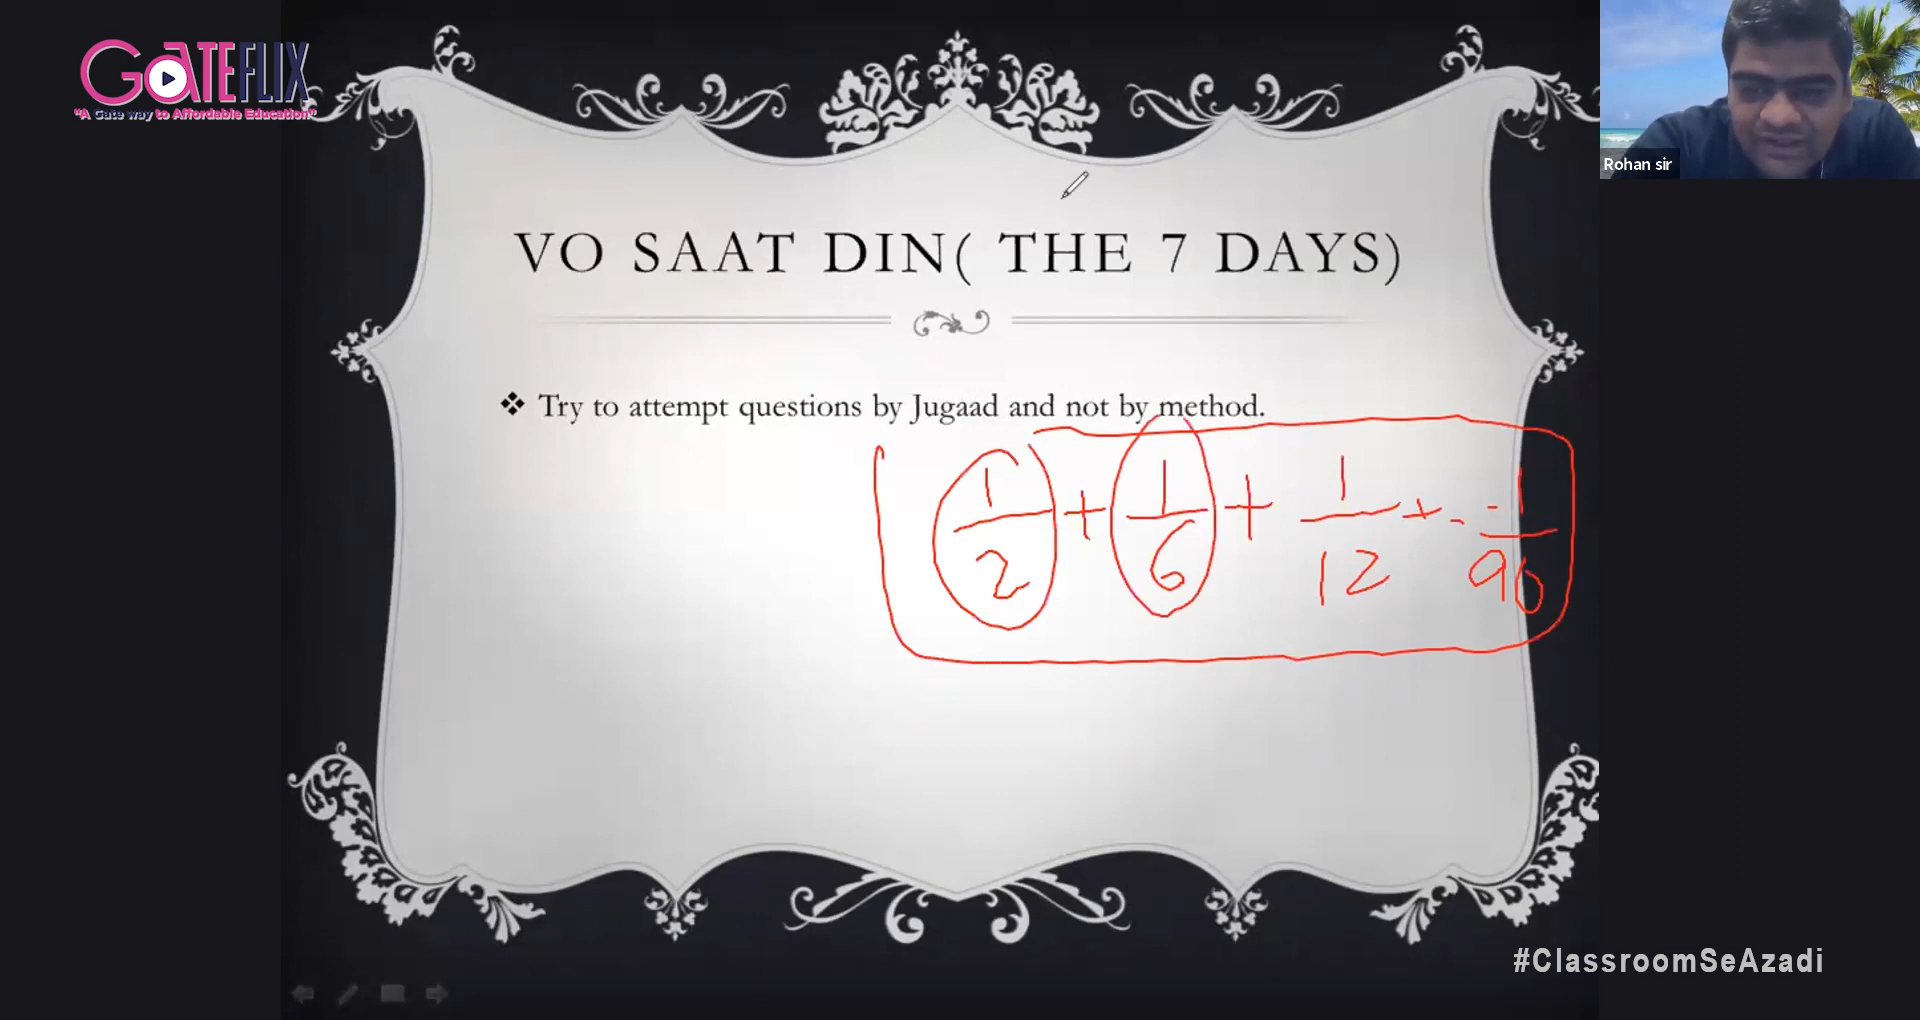 GATEFLIX
"A Gate way to Affordable Education"
Rohan sir
VO SAAT DIN( THE 7 DAYS)
❖ Try to attempt questions by Jugaad and not by method.
1/2 + 1/6 + 1/12 + - - 1/90
#ClassroomSeAzadi